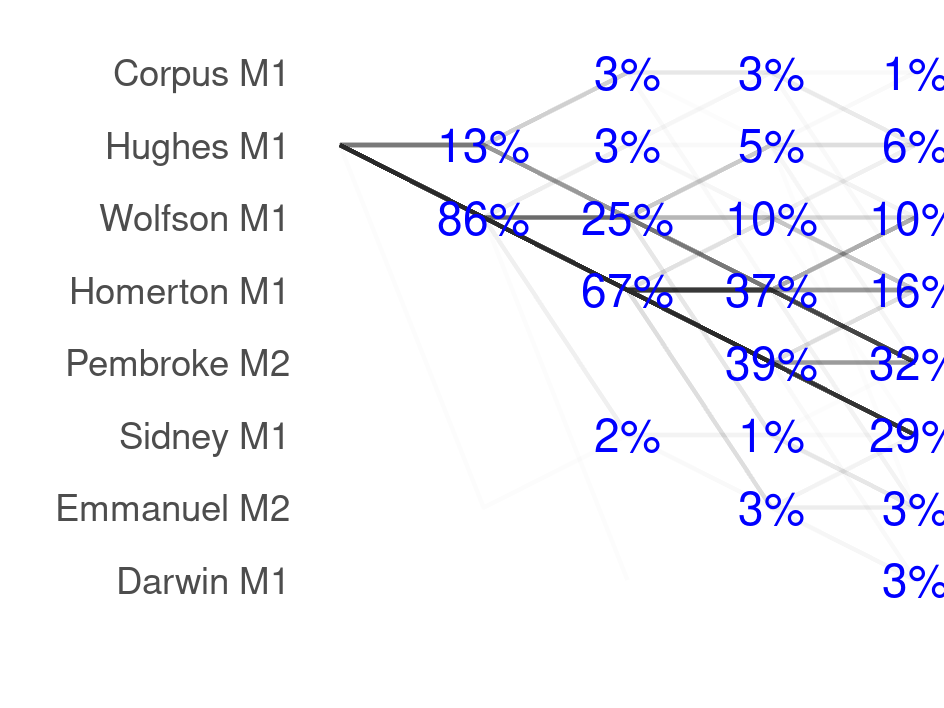 Corpus M1 3% 3% 1%
Hughes M1 13% 3% 5% 6%
Wolfson M1 86% 25% 10% 10%
Homerton M1 67% 37% 16%
Pembroke M2 39% 32%
Sidney M1 2% 1% 29%
Emmanuel M2 3% 3%
Darwin M1 3%